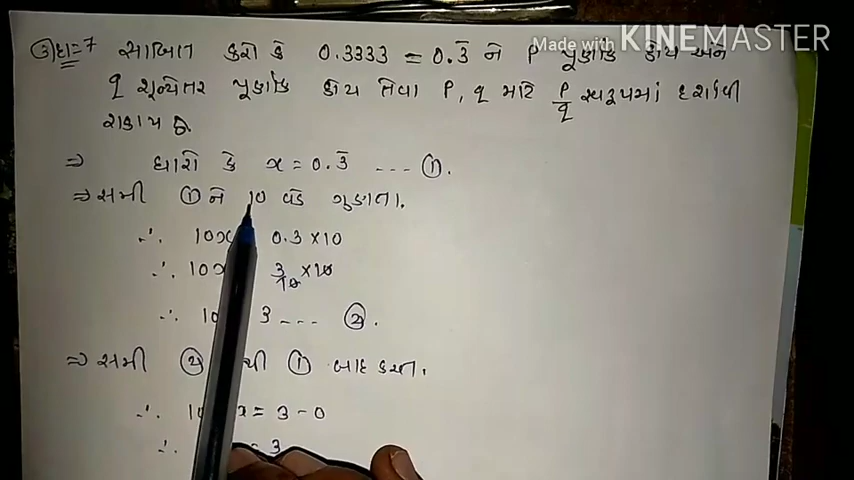 Made with KINEMASTER
ઉદા=7 સાબિત કરો કે 0.3333 = 0.3̅ ને P પૂર્ણાંક હોય અને
q શૂન્યેતર પૂર્ણાંક હોય તેવા P, q માટે P/q સ્વરૂપમાં દર્શાવી
શકાય છે
⇒ ધારો કે x = 0.3̅ ... ①.
⇒ સમી ① ને 10 વડે ગુણતા.
∴ 10x 0.3 × 10
∴ 10x 3/10 × 10
∴ 10 3 ... ②.
⇒ સમી ② થી ① બાદ કરતા.
∴ 10 x = 3 - 0
∴ = 3